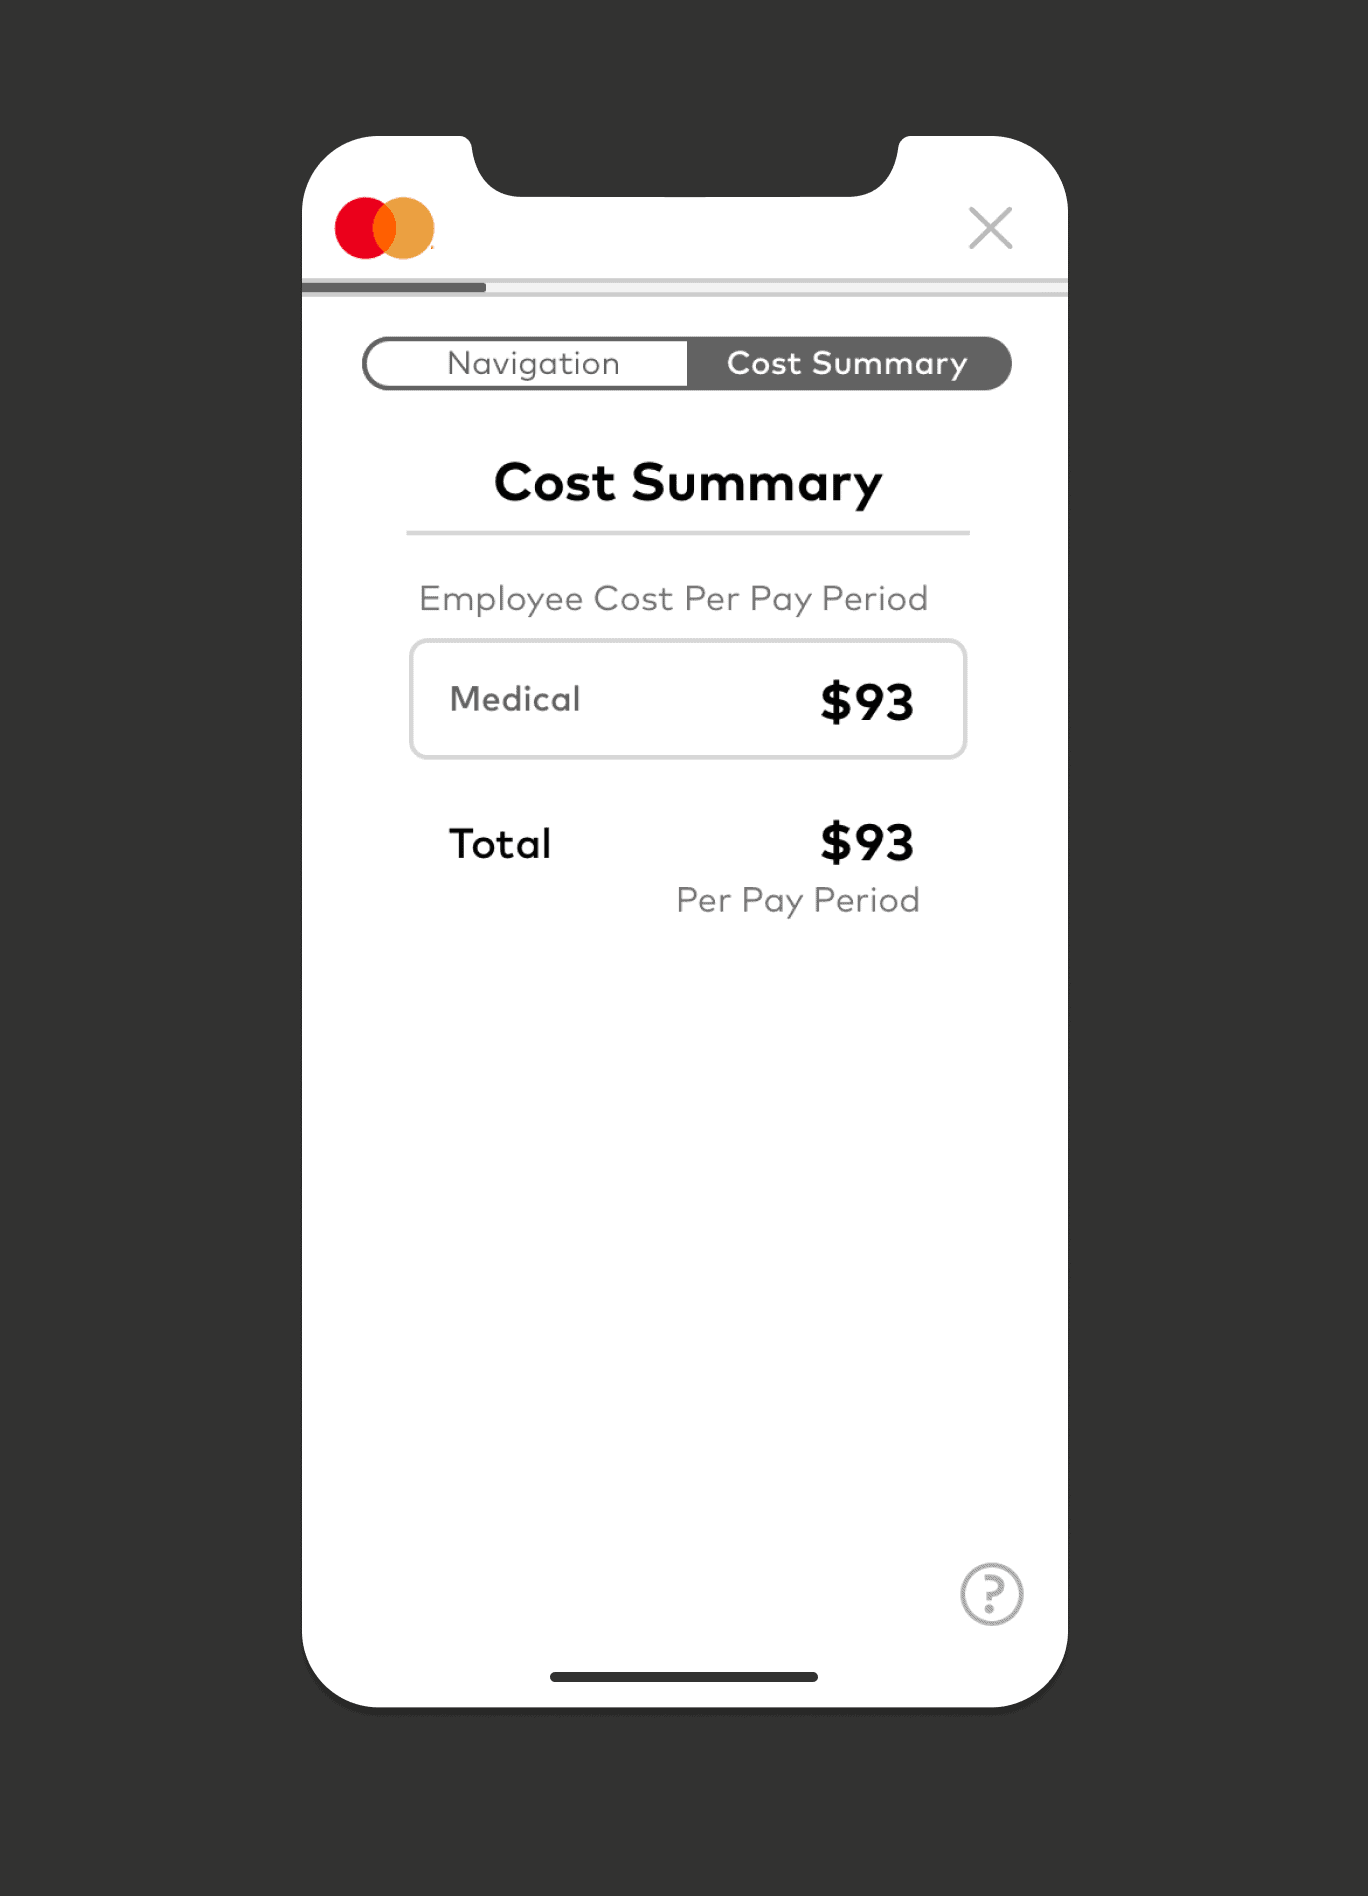 Navigation
Cost Summary
Cost Summary
Employee Cost Per Pay Period
Medical $93
Total $93
Per Pay Period
?